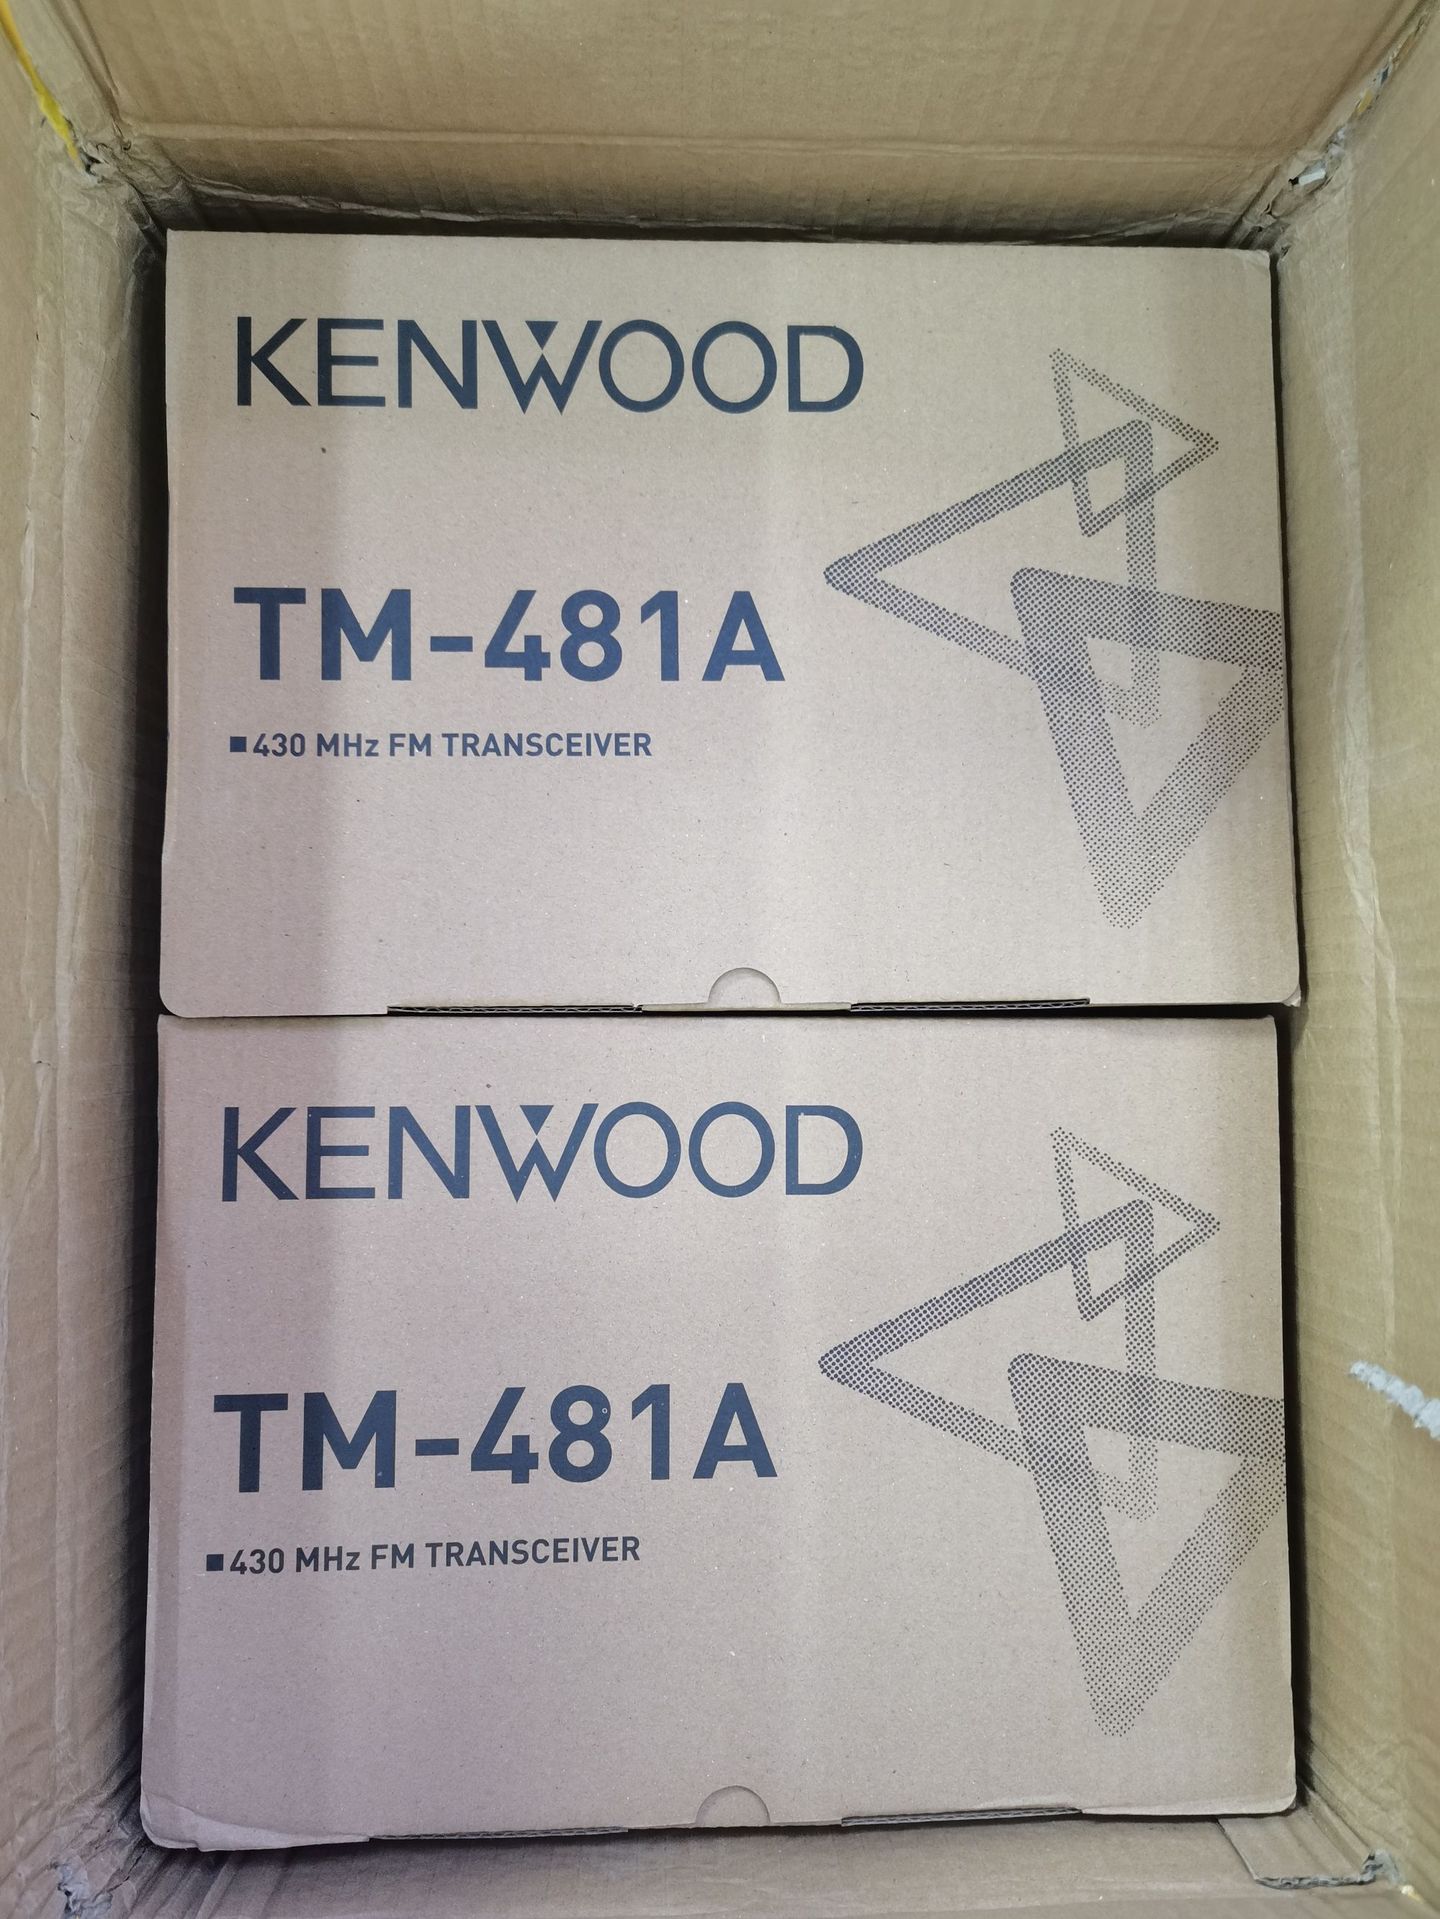 KENWOOD
TM-481A
■430 MHz FM TRANSCEIVER
KENWOOD
TM-481A
■430 MHz FM TRANSCEIVER